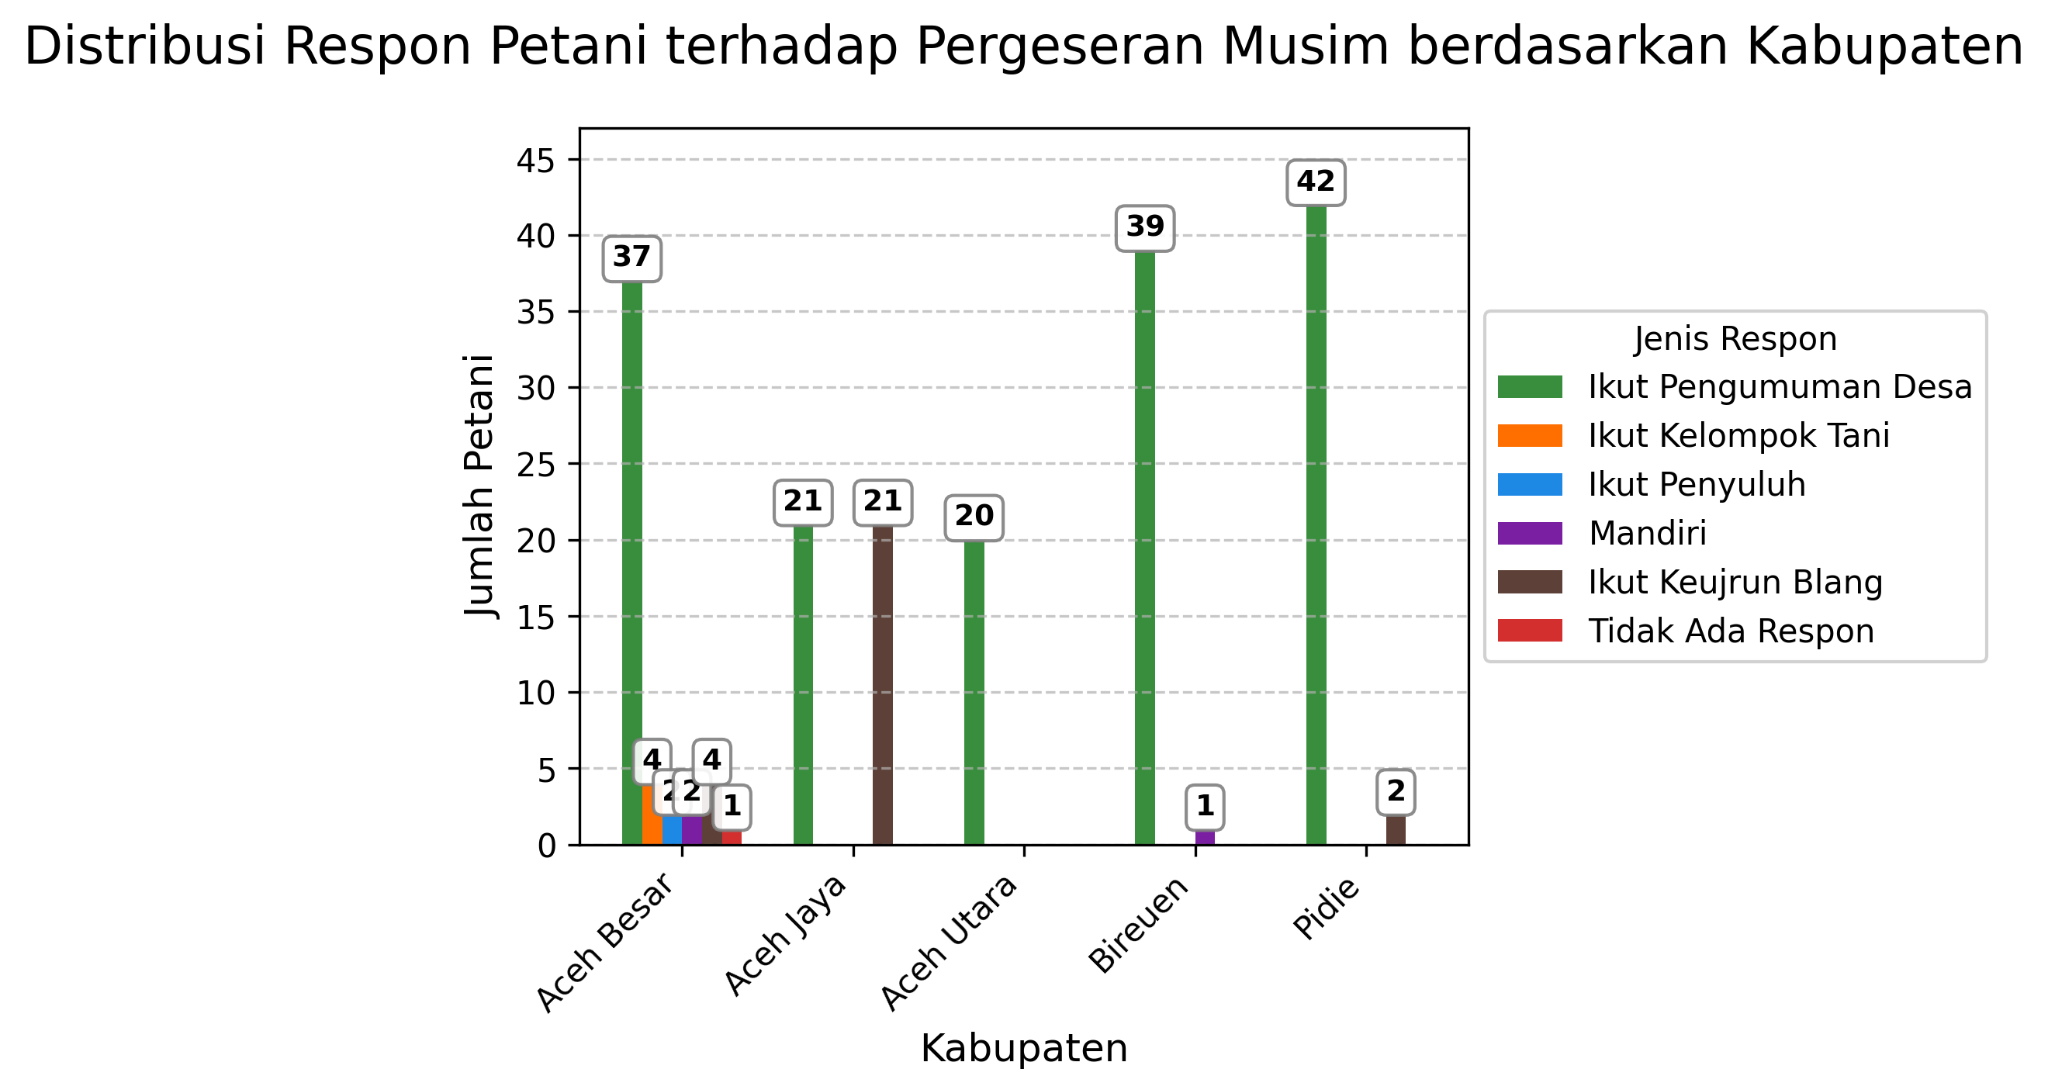 Distribusi Respon Petani terhadap Pergeseran Musim berdasarkan Kabupaten
Jumlah Petani
45
40
35
30
25
20
15
10
5
0
37
4
2
2
4
1
21
21
20
39
1
42
2
Aceh Besar
Aceh Jaya
Aceh Utara
Bireuen
Pidie
Kabupaten
Jenis Respon
Ikut Pengumuman Desa
Ikut Kelompok Tani
Ikut Penyuluh
Mandiri
Ikut Keujrun Blang
Tidak Ada Respon